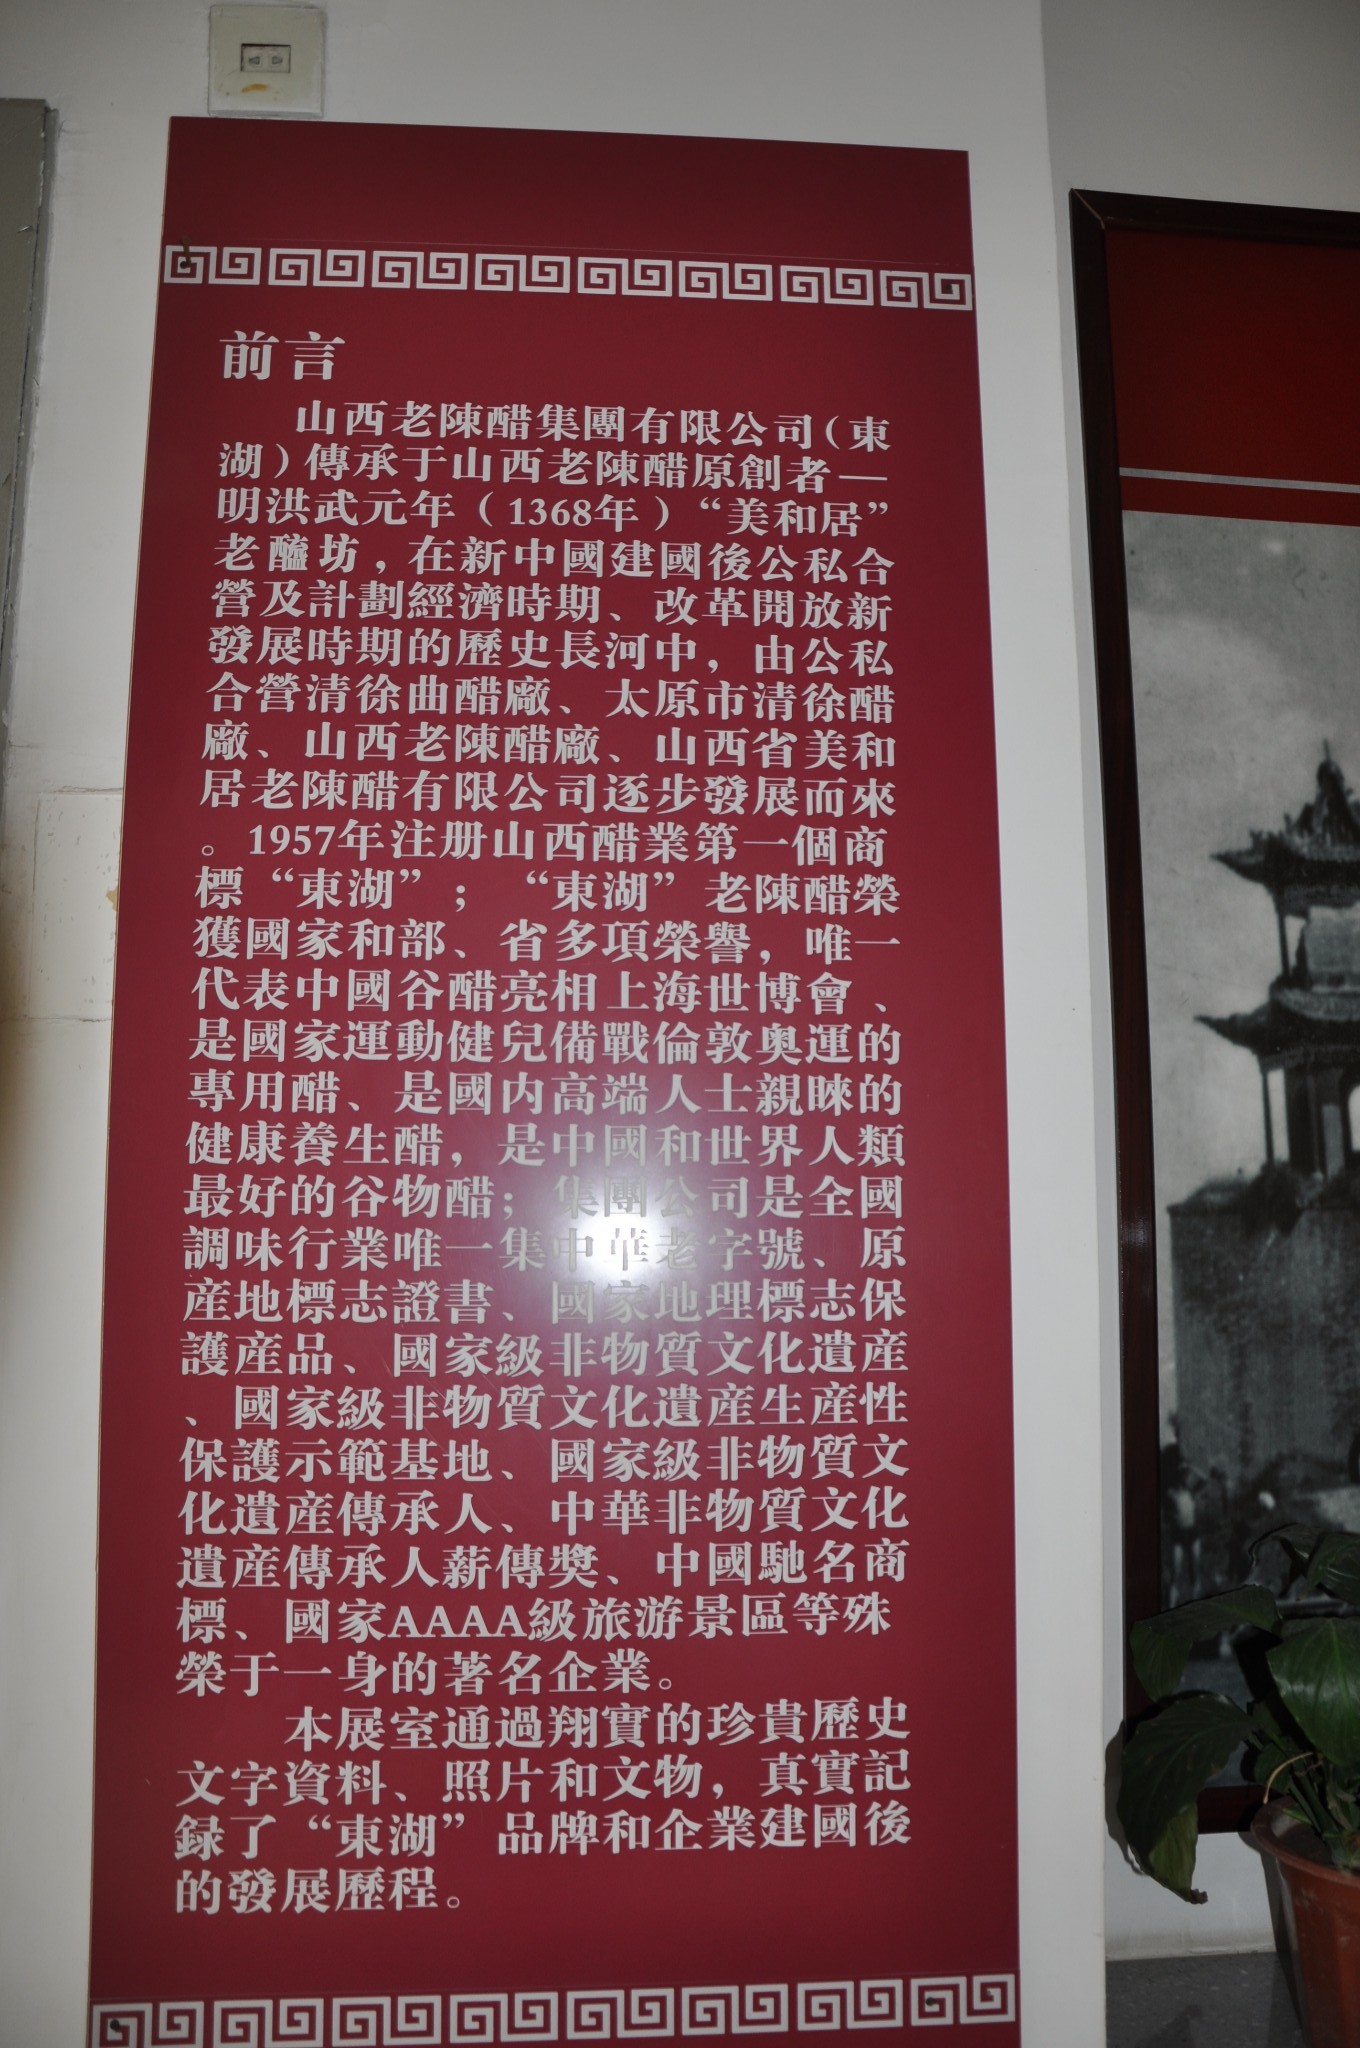 前言
山西老陳醋集團有限公司（東
湖）傳承于山西老陳醋原創者—
明洪武元年（1368年）“美和居”
老醯坊，在新中國建國後公私合
營及計劃經濟時期、改革開放新
發展時期的歷史長河中，由公私
合營清徐曲醋廠、太原市清徐醋
廠、山西老陳醋廠、山西省美和
居老陳醋有限公司逐步發展而來
。1957年注册山西醋業第一個商
標“東湖”；“東湖”老陳醋榮
獲國家和部、省多項榮譽，唯一
代表中國谷醋亮相上海世博會、
是國家運動健兒備戰倫敦奥運的
專用醋、是國内高端人士親睞的
健康養生醋，是中國和世界人類
最好的谷物醋；集團公司是全國
調味行業唯一集中華老字號、原
産地標志證書、國家地理標志保
護産品、國家級非物質文化遺産
、國家級非物質文化遺産生産性
保護示範基地、國家級非物質文
化遺産傳承人、中華非物質文化
遺産傳承人薪傳獎、中國馳名商
標、國家AAAA級旅游景區等殊
榮于一身的著名企業。
本展室通過翔實的珍貴歷史
文字資料、照片和文物，真實記
録了“東湖”品牌和企業建國後
的發展歷程。